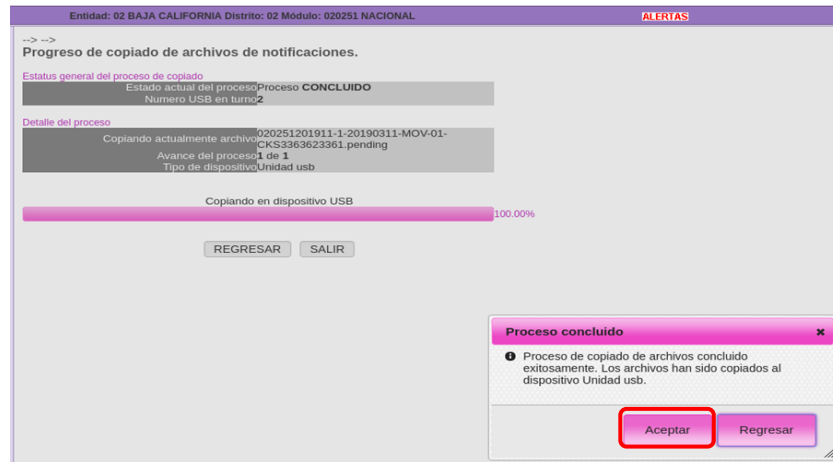 Entidad: 02 BAJA CALIFORNIA Distrito: 02 Módulo: 020251 NACIONAL ALERTAS
--> -->
Progreso de copiado de archivos de notificaciones.
Estatus general del proceso de copiado
Estado actual del proceso Proceso CONCLUIDO
Numero USB en turno 2
Detalle del proceso
Copiando actualmente archivo 020251201911-1-20190311-MOV-01-
CKS3363623361.pending
Avance del proceso 1 de 1
Tipo de dispositivo Unidad usb
Copiando en dispositivo USB
100.00%
REGRESAR SALIR
Proceso concluido
Proceso de copiado de archivos concluido
exitosamente. Los archivos han sido copiados al
dispositivo Unidad usb.
Aceptar Regresar